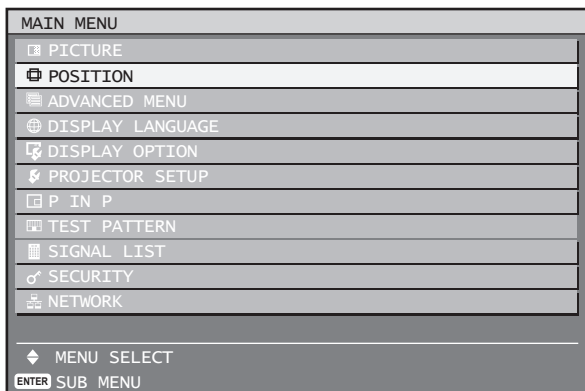 MAIN MENU
PICTURE
POSITION
ADVANCED MENU
DISPLAY LANGUAGE
DISPLAY OPTION
PROJECTOR SETUP
P IN P
TEST PATTERN
SIGNAL LIST
SECURITY
NETWORK
MENU SELECT
ENTER SUB MENU